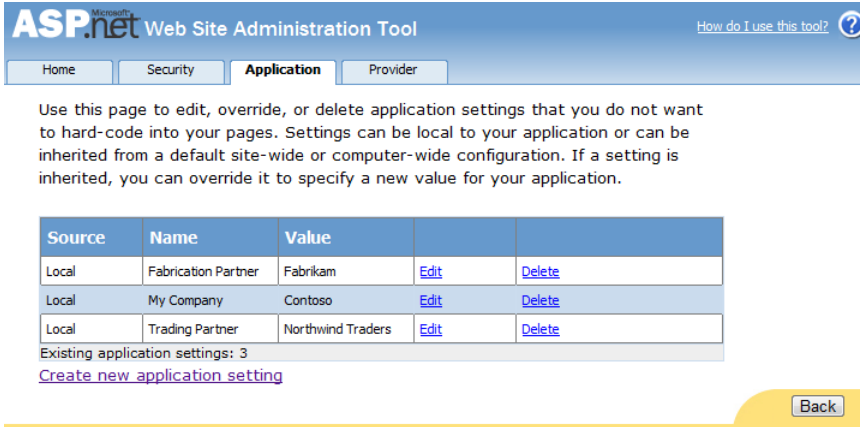 Microsoft
ASP.net Web Site Administration Tool
How do I use this tool? ?
Home Security Application Provider
Use this page to edit, override, or delete application settings that you do not want
to hard-code into your pages. Settings can be local to your application or can be
inherited from a default site-wide or computer-wide configuration. If a setting is
inherited, you can override it to specify a new value for your application.
Source Name Value
Local Fabrication Partner Fabrikam Edit Delete
Local My Company Contoso Edit Delete
Local Trading Partner Northwind Traders Edit Delete
Existing application settings: 3
Create new application setting
Back